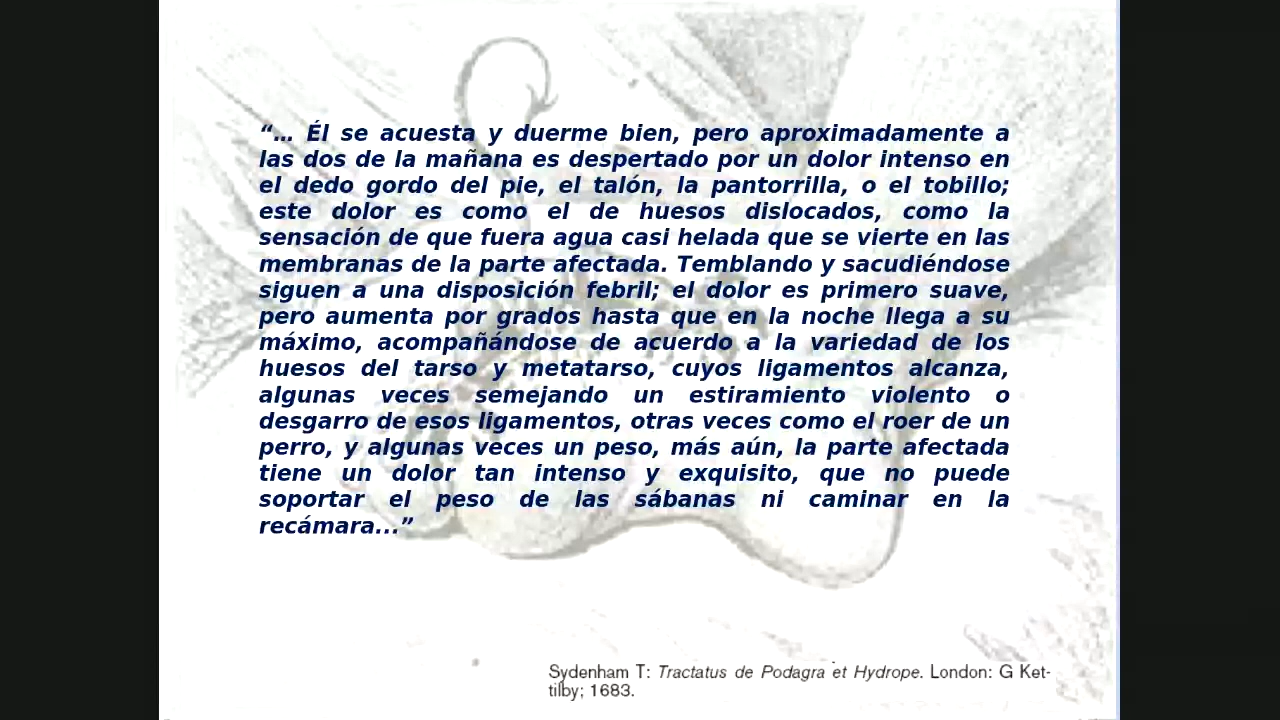 “... Él se acuesta y duerme bien, pero aproximadamente a
las dos de la mañana es despertado por un dolor intenso en
el dedo gordo del pie, el talón, la pantorrilla, o el tobillo;
este dolor es como el de huesos dislocados, como la
sensación de que fuera agua casi helada que se vierte en las
membranas de la parte afectada. Temblando y sacudiéndose
siguen a una disposición febril; el dolor es primero suave,
pero aumenta por grados hasta que en la noche llega a su
máximo, acompañándose de acuerdo a la variedad de los
huesos del tarso y metatarso, cuyos ligamentos alcanza,
algunas veces semejando un estiramiento violento o
desgarro de esos ligamentos, otras veces como el roer de un
perro, y algunas veces un peso, más aún, la parte afectada
tiene un dolor tan intenso y exquisito, que no puede
soportar el peso de las sábanas ni caminar en la
recámara...”
Sydenham T: Tractatus de Podagra et Hydrope. London: G Ket-
tilby; 1683.